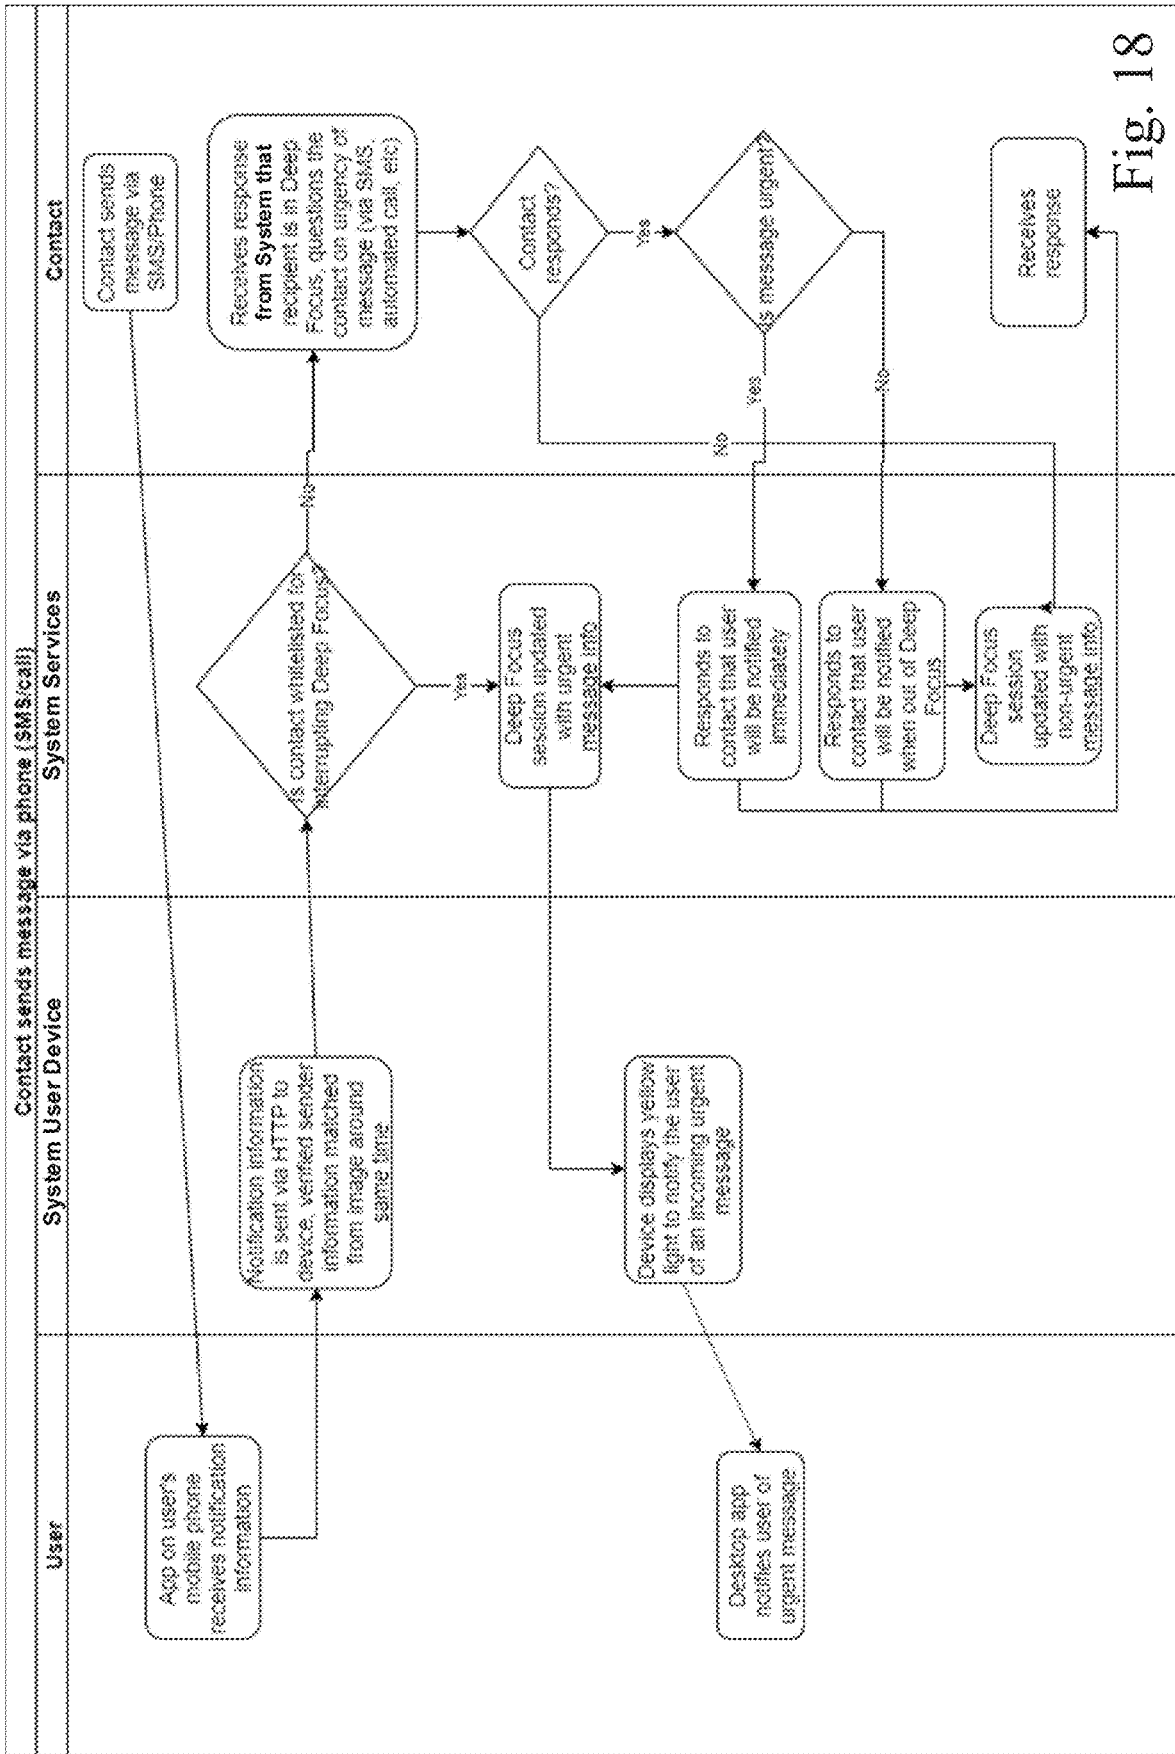 Contact sends message via phone (SMS/call)
User
System User Device
System Services
Contact
Contact sends
message via
SMS/Phone
App on user's
mobile phone
receives notification
information
Notification information
is sent via HTTP to
device, verified sender
information matched
from image around
same time
Is contact whitelisted for
interrupting Deep Focus?
No
Yes
Receives response
from System that
recipient is in Deep
Focus, questions the
contact on urgency of
message (via SMS,
automated call, etc)
Contact
responds?
Yes
No
Is message urgent?
Yes
No
Deep Focus
session updated
with urgent
message info
Device displays yellow
light to notify the user
of an incoming urgent
message
Desktop app
notifies user of
urgent message
Responds to
contact that user
will be notified
immediately
Responds to
contact that user
will be notified
when out of Deep
Focus
Deep Focus
session
updated with
non-urgent
message info
Receives
response
Fig. 18